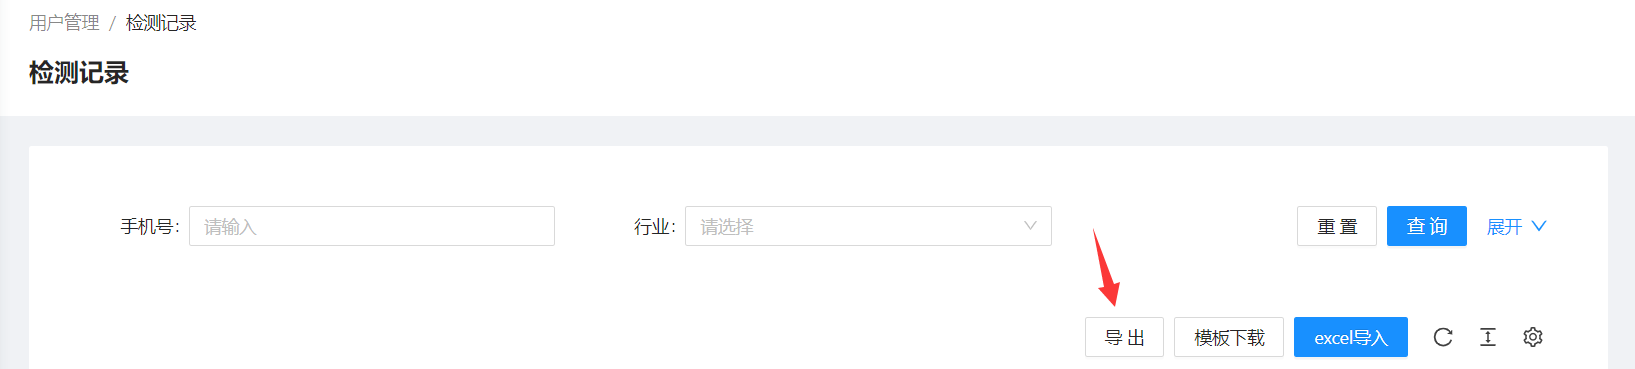 用户管理 / 检测记录
检测记录
手机号: 请输入 行业: 请选择 重 置 查 询 展开
导 出 模板下载 excel导入